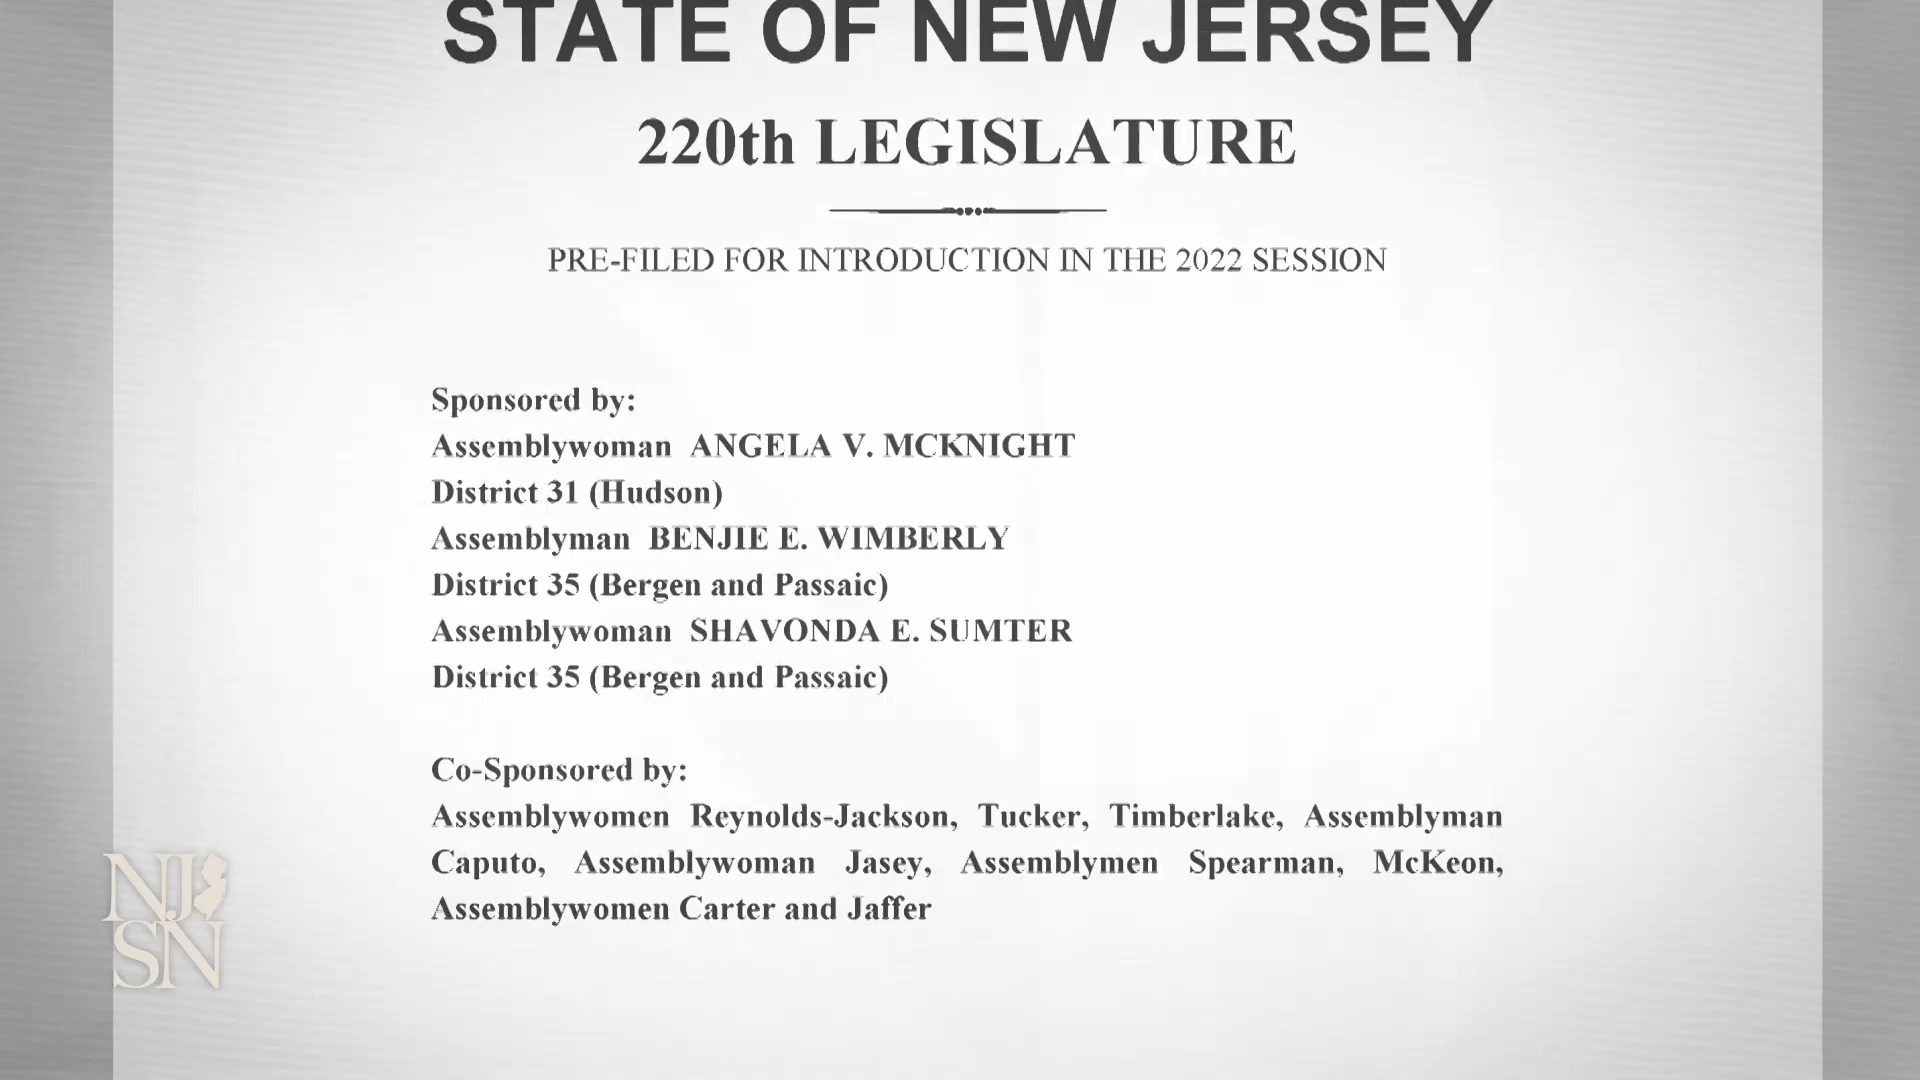 STATE OF NEW JERSEY
220th LEGISLATURE
PRE-FILED FOR INTRODUCTION IN THE 2022 SESSION
Sponsored by:
Assemblywoman ANGELA V. MCKNIGHT
District 31 (Hudson)
Assemblyman BENJIE E. WIMBERLY
District 35 (Bergen and Passaic)
Assemblywoman SHAVONDA E. SUMTER
District 35 (Bergen and Passaic)
Co-Sponsored by:
Assemblywomen Reynolds-Jackson, Tucker, Timberlake, Assemblyman
Caputo, Assemblywoman Jasey, Assemblymen Spearman, McKeon,
Assemblywomen Carter and Jaffer
NJ
SN